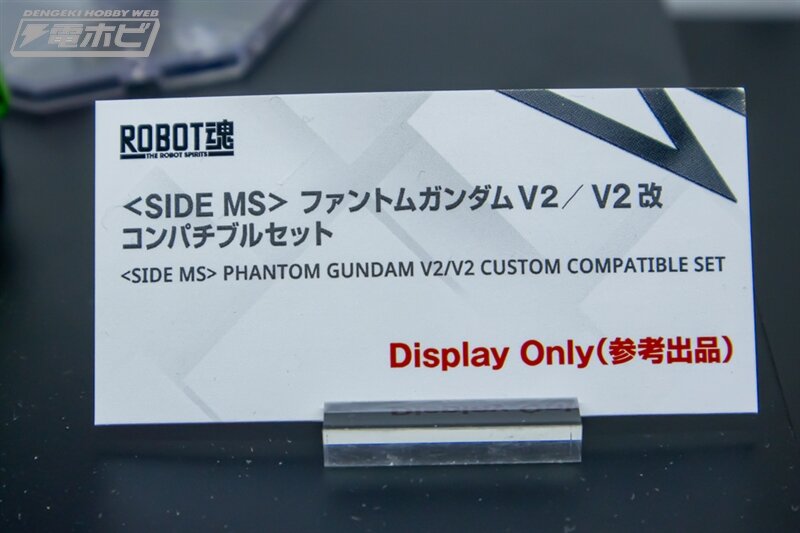 DENGEKI HOBBY WEB
電ホビ
ROBOT魂
THE ROBOT SPIRITS
＜SIDE MS＞ ファントムガンダムV2／ V2改
コンパチブルセット
<SIDE MS> PHANTOM GUNDAM V2/V2 CUSTOM COMPATIBLE SET
Display Only（参考出品）